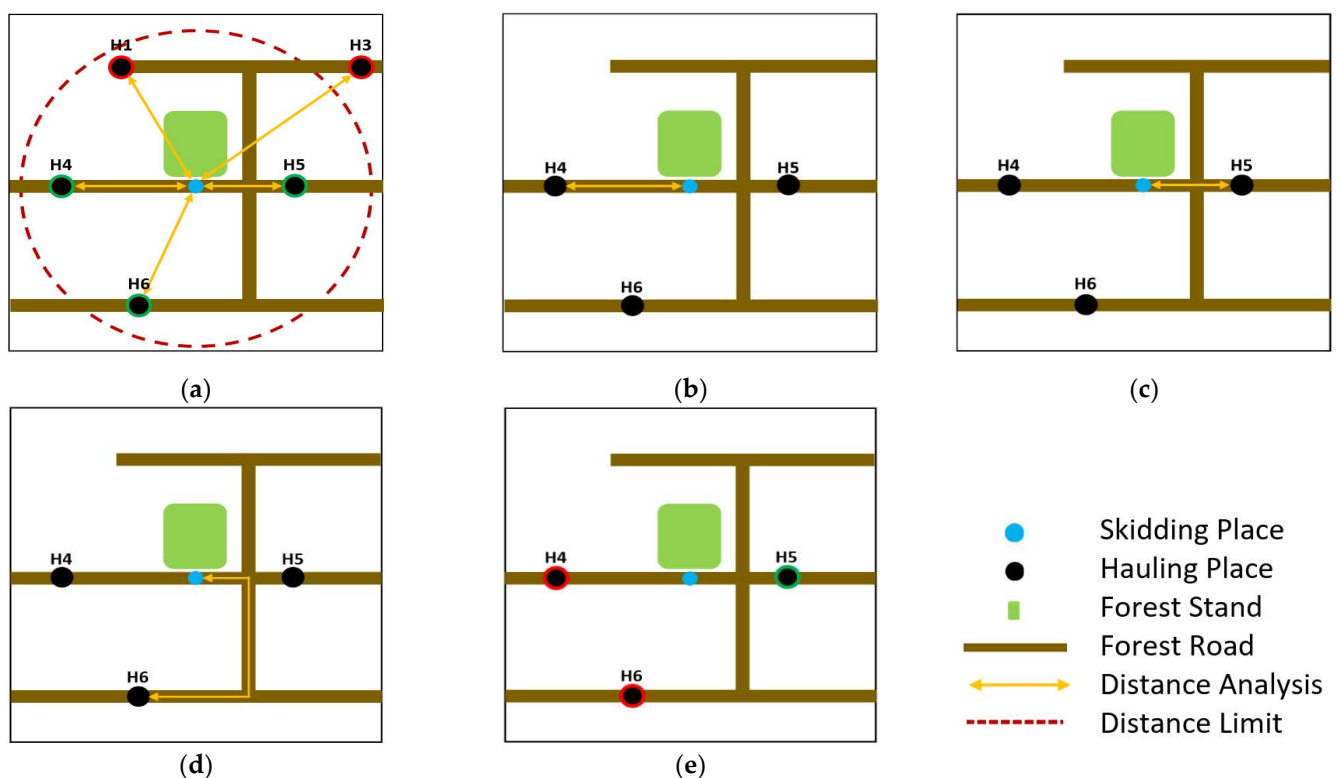 H1
H3
H4
H5
H6
(a)
H4
H5
H6
(b)
H4
H5
H6
(c)
H4
H5
H6
(d)
H4
H5
H6
(e)
Skidding Place
Hauling Place
Forest Stand
Forest Road
Distance Analysis
Distance Limit